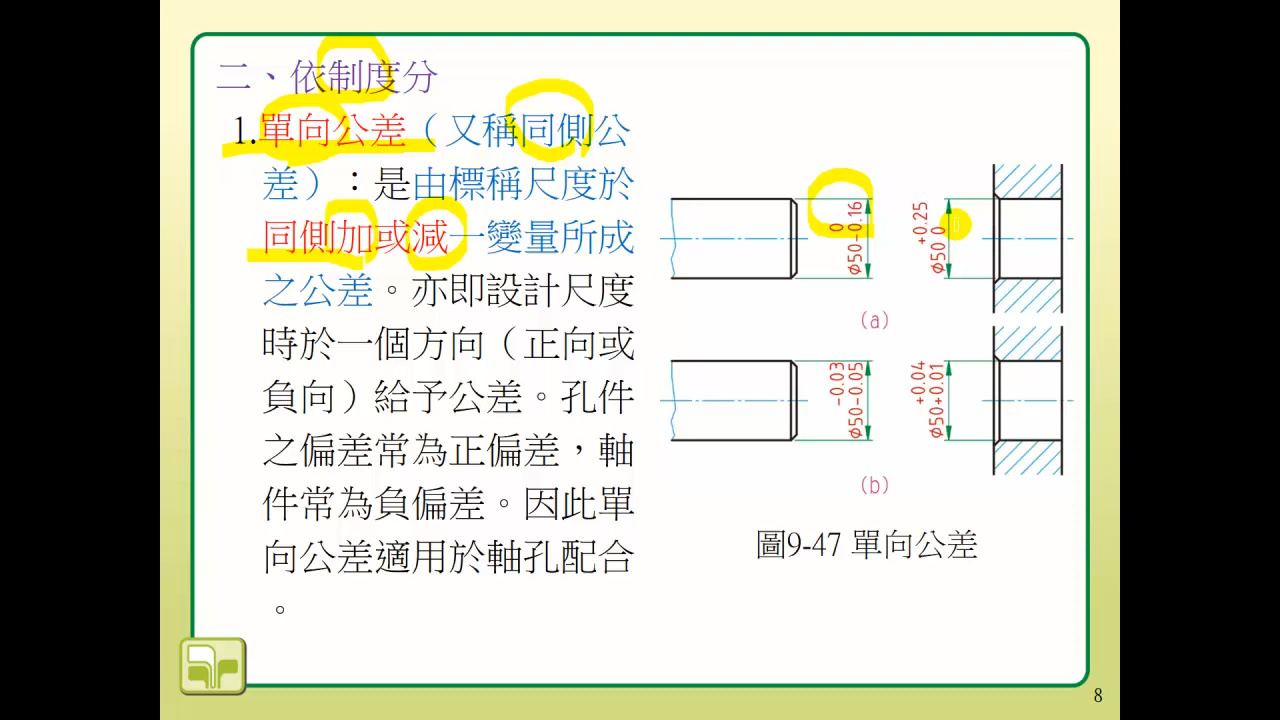 二、依制度分
1.單向公差（又稱同側公
差）：是由標稱尺度於
同側加或減一變量所成
之公差。亦即設計尺度
時於一個方向（正向或
負向）給予公差。孔件
之偏差常為正偏差，軸
件常為負偏差。因此單
向公差適用於軸孔配合
。
0
ϕ50-0.16
+0.25
ϕ50 0
(a)
-0.03
ϕ50-0.05
+0.04
ϕ50+0.01
(b)
圖9-47 單向公差
8